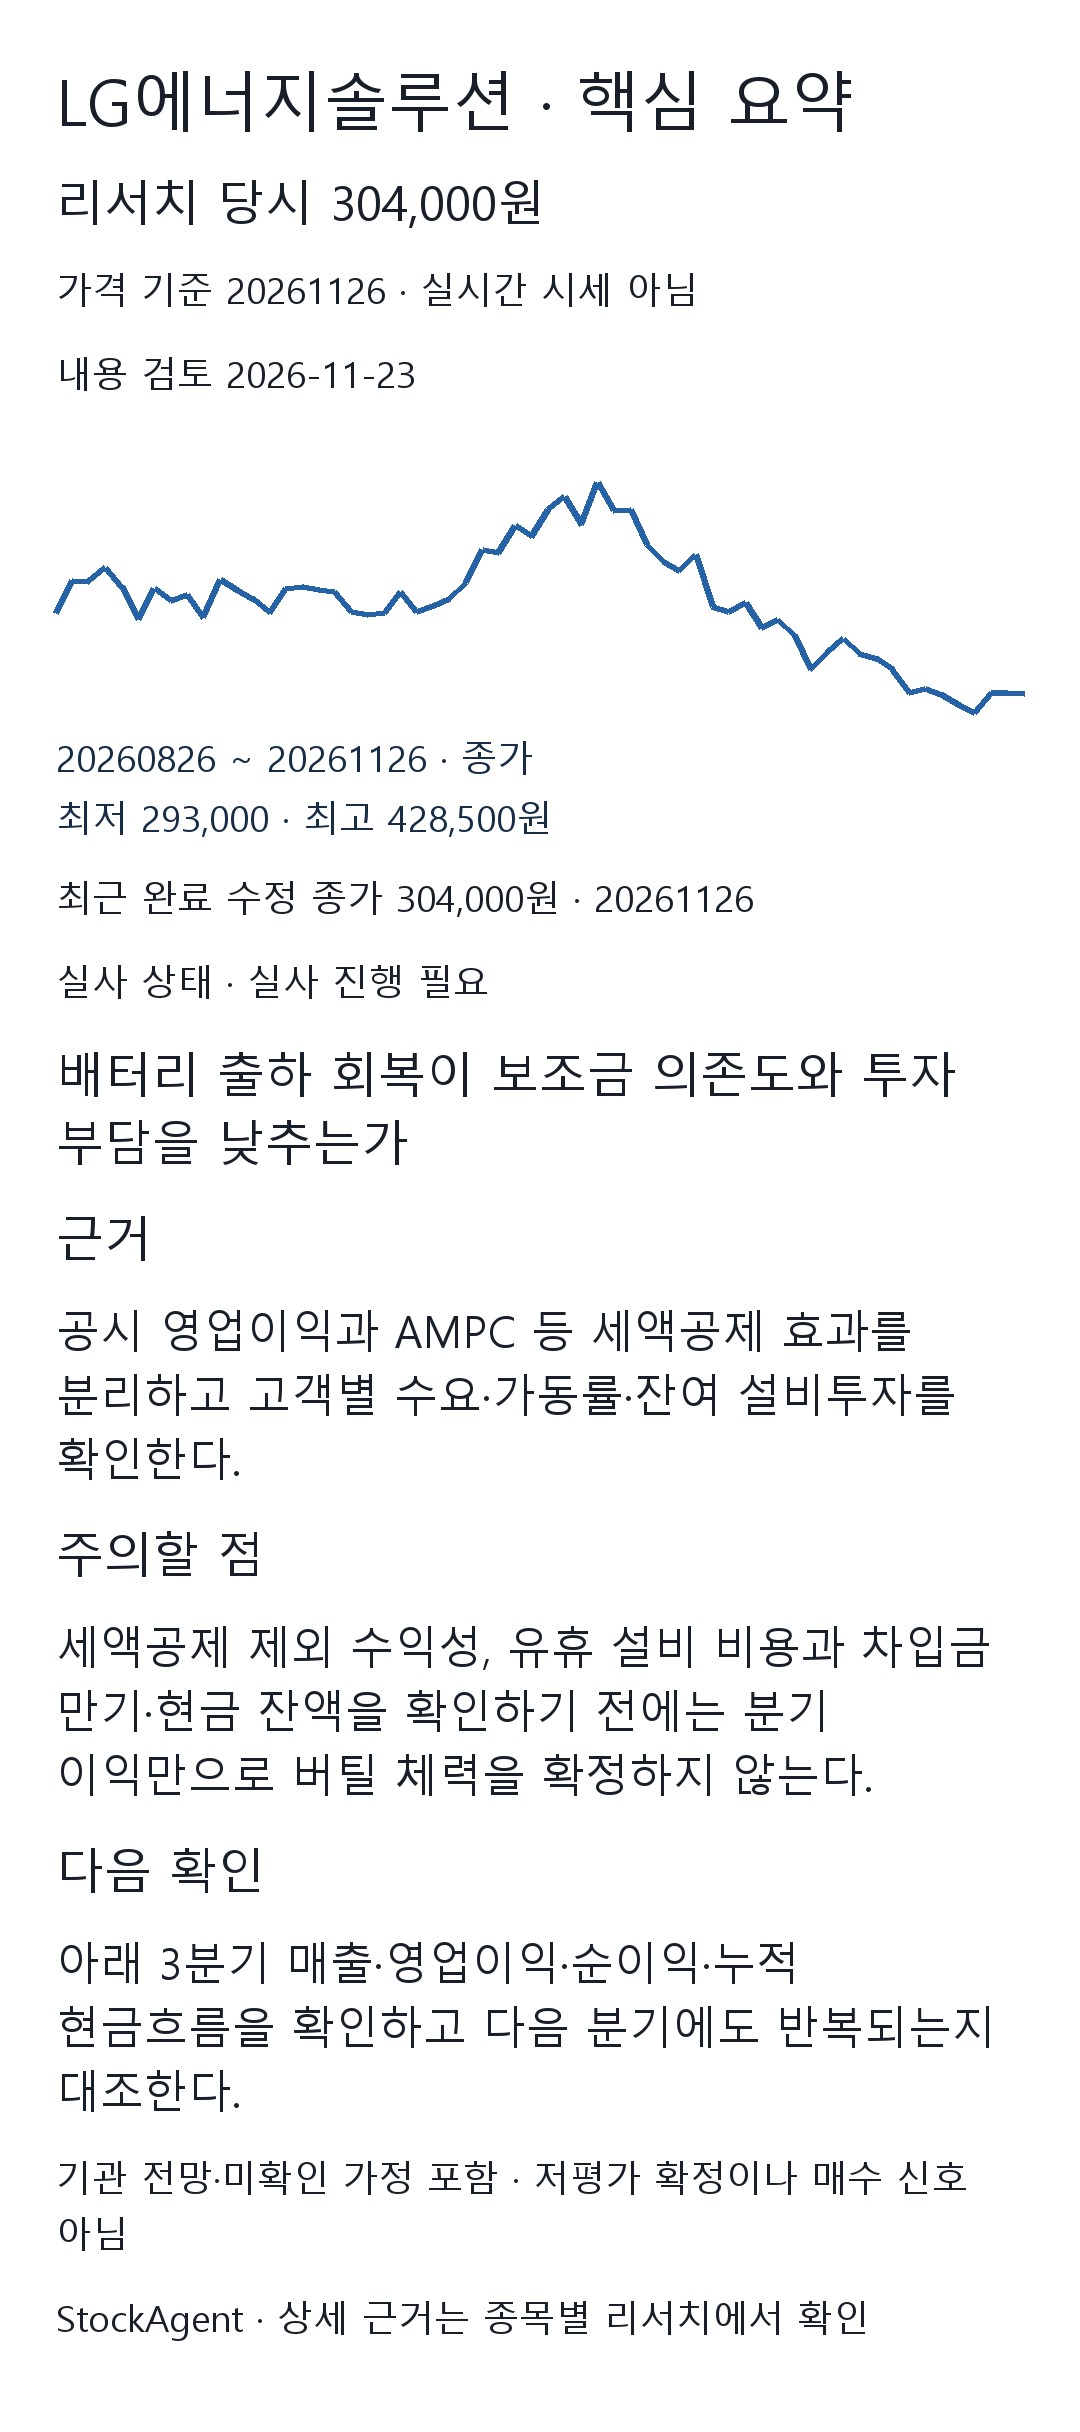 LG에너지솔루션 · 핵심 요약
리서치 당시 304,000원
가격 기준 20261126 · 실시간 시세 아님
내용 검토 2026-11-23
20260826 ~ 20261126 · 종가
최저 293,000 · 최고 428,500원
최근 완료 수정 종가 304,000원 · 20261126
실사 상태 · 실사 진행 필요
배터리 출하 회복이 보조금 의존도와 투자
부담을 낮추는가
근거
공시 영업이익과 AMPC 등 세액공제 효과를
분리하고 고객별 수요·가동률·잔여 설비투자를
확인한다.
주의할 점
세액공제 제외 수익성, 유휴 설비 비용과 차입금
만기·현금 잔액을 확인하기 전에는 분기
이익만으로 버틸 체력을 확정하지 않는다.
다음 확인
아래 3분기 매출·영업이익·순이익·누적
현금흐름을 확인하고 다음 분기에도 반복되는지
대조한다.
기관 전망·미확인 가정 포함 · 저평가 확정이나 매수 신호
아님
StockAgent · 상세 근거는 종목별 리서치에서 확인